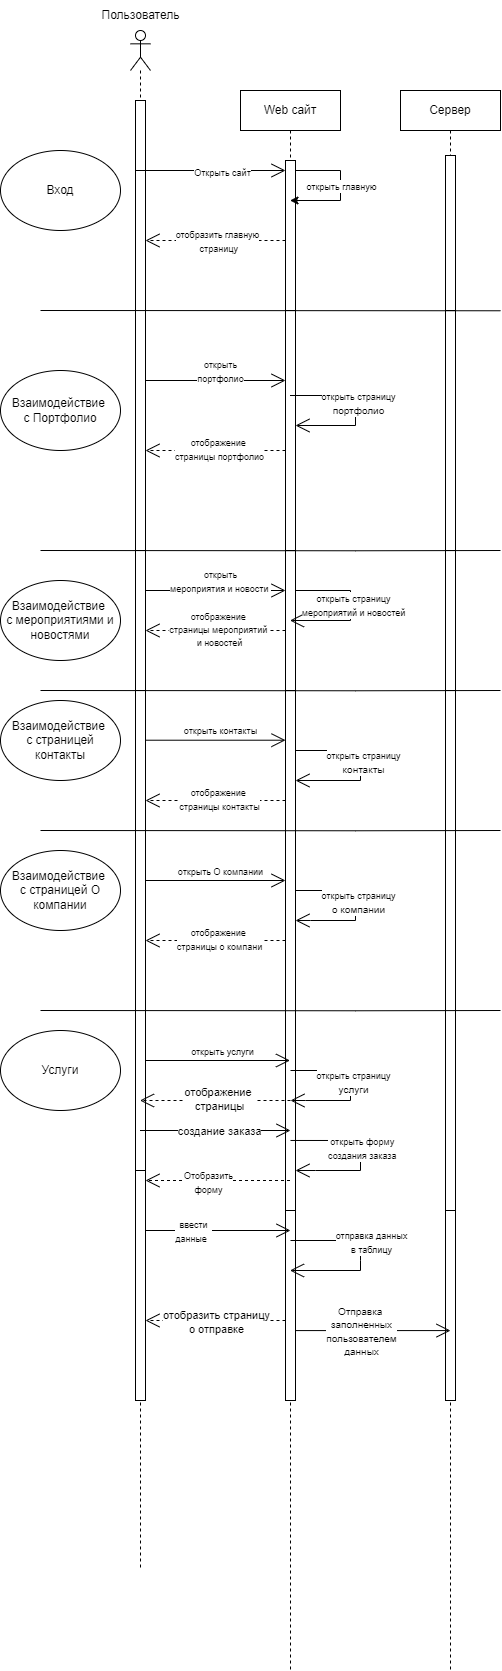 Пользователь
Web сайт
Сервер
Вход
Открыть сайт
открыть главную
отобразить главную
страницу
Взаимодействие
с Портфолио
открыть
портфолио
открыть страницу
портфолио
отображение
страницы портфолио
Взаимодействие
с мероприятиями и
новостями
открыть
мероприятия и новости
открыть страницу
мероприятий и новостей
отображение
страницы мероприятий
и новостей
Взаимодействие
с страницей
контакты
открыть контакты
открыть страницу
контакты
отображение
страницы контакты
Взаимодействие
с страницей О
компании
открыть О компании
открыть страницу
о компании
отображение
страницы о компани
Услуги
открыть услуги
открыть страницу
услуги
отображение
страницы
создание заказа
открыть форму
создания заказа
Отобразить
форму
ввести
данные
отправка данных
в таблицу
отобразить страницу
о отправке
Отправка
заполненных
пользователем
данных